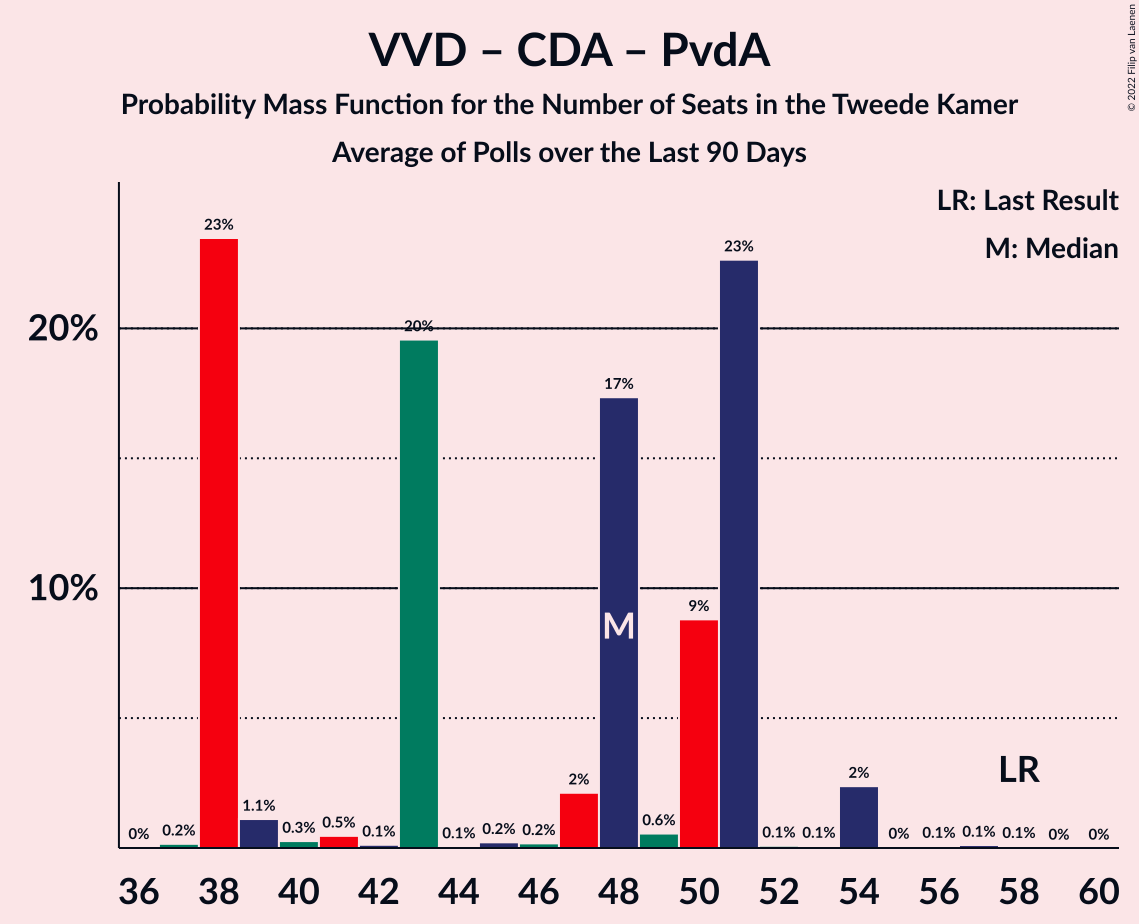 VVD – CDA – PvdA
Probability Mass Function for the Number of Seats in the Tweede Kamer
Average of Polls over the Last 90 Days
© 2022 Filip van Laenen
LR: Last Result
M: Median
20%
10%
0% 0.2% 23% 1.1% 0.3% 0.5% 0.1% 20% 0.1% 0.2% 0.2% 2% 17% 0.6% 9% 23% 0.1% 0.1% 2% 0% 0.1% 0.1% 0.1% 0% 0%
M
LR
36 38 40 42 44 46 48 50 52 54 56 58 60